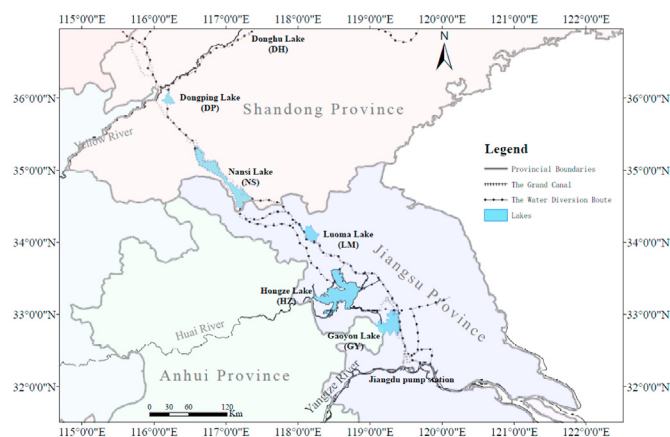 115°0'0"E 116°0'0"E 117°0'0"E 118°0'0"E 119°0'0"E 120°0'0"E 121°0'0"E 122°0'0"E
N
Donghu Lake
(DH)
36°0'0"N
36°0'0"N
Dongping Lake
(DP)
Shandong Province
Yellow River
Legend
Provincial Boundaries
The Grand Canal
The Water Diversion Route
Lakes
35°0'0"N
35°0'0"N
Nansi Lake
(NS)
34°0'0"N
34°0'0"N
Luoma Lake
(LM)
Jiangsu Province
Hongze Lake
(HZ)
33°0'0"N
33°0'0"N
Huai River
Gaoyou Lake
(GY)
Anhui Province
Yangtze River
Jiangdu pump station
32°0'0"N
32°0'0"N
0 30 60 120
Km
115°0'0"E 116°0'0"E 117°0'0"E 118°0'0"E 119°0'0"E 120°0'0"E 121°0'0"E 122°0'0"E